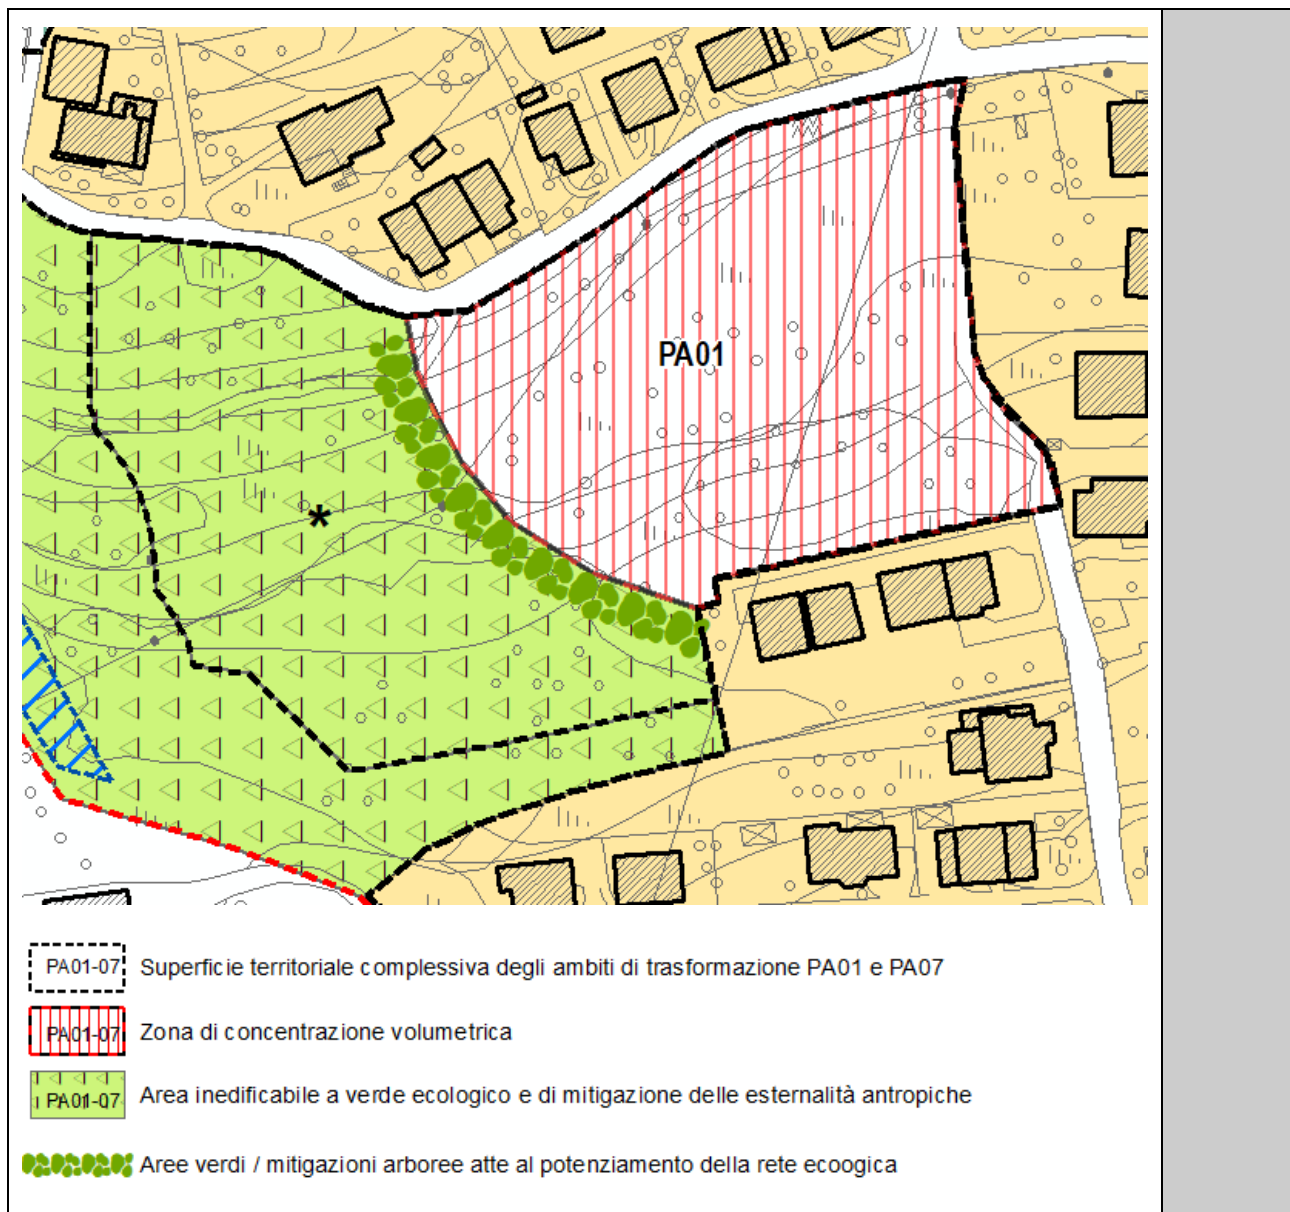 PA01
*
PA01-07 Superficie territoriale complessiva degli ambiti di trasformazione PA01 e PA07
PA01-07 Zona di concentrazione volumetrica
PA01-07 Area inedificabile a verde ecologico e di mitigazione delle esternalità antropiche
Aree verdi / mitigazioni arboree atte al potenziamento della rete ecoogica